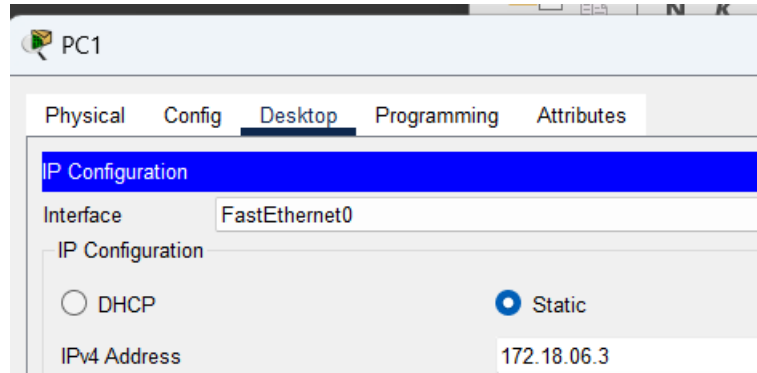 N K
PC1
Physical Config Desktop Programming Attributes
IP Configuration
Interface FastEthernet0
IP Configuration
DHCP Static
IPv4 Address 172.18.06.3